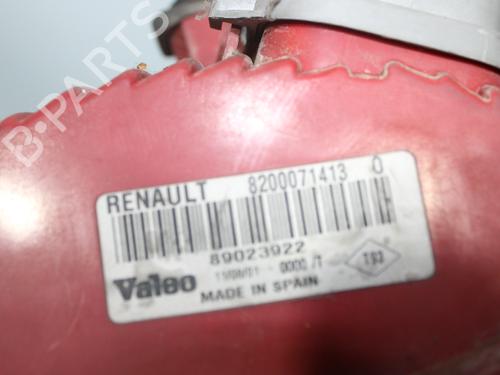 B-PARTS
RENAULT 8200071413 0
89023922
Valeo
MADE IN SPAIN